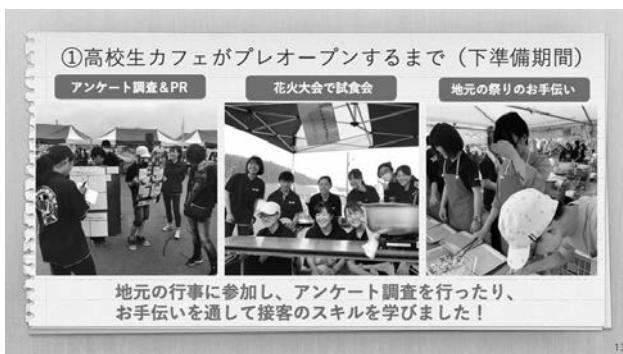 ①高校生カフェがプレオープンするまで（下準備期間）
アンケート調査＆PR
花火大会で試食会
地元の祭りのお手伝い
地元の行事に参加し、アンケート調査を行ったり、
お手伝いを通して接客のスキルを学びました！
13